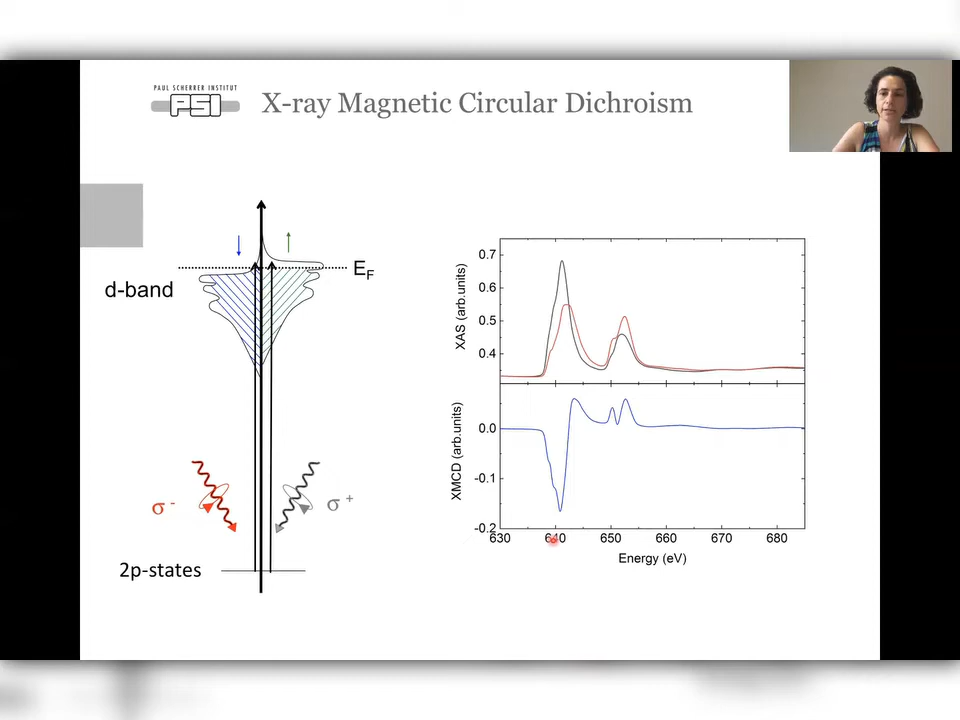 PAUL SCHERRER INSTITUT
PSI
X-ray Magnetic Circular Dichroism
E_F
d-band
σ -
σ +
2p-states
XAS (arb.units)
0.7
0.6
0.5
0.4
XMCD (arb.units)
0.0
-0.1
-0.2
630 640 650 660 670 680
Energy (eV)